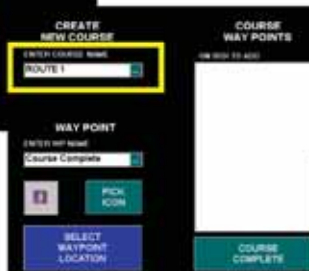 CREATE
NEW COURSE
ENTER COURSE NAME
ROUTE 1
WAY POINT
ENTER WP NAME
Course Complete
PICK
ICON
SELECT
WAYPOINT
LOCATION
COURSE
WAY POINTS
COURSE
COMPLETE